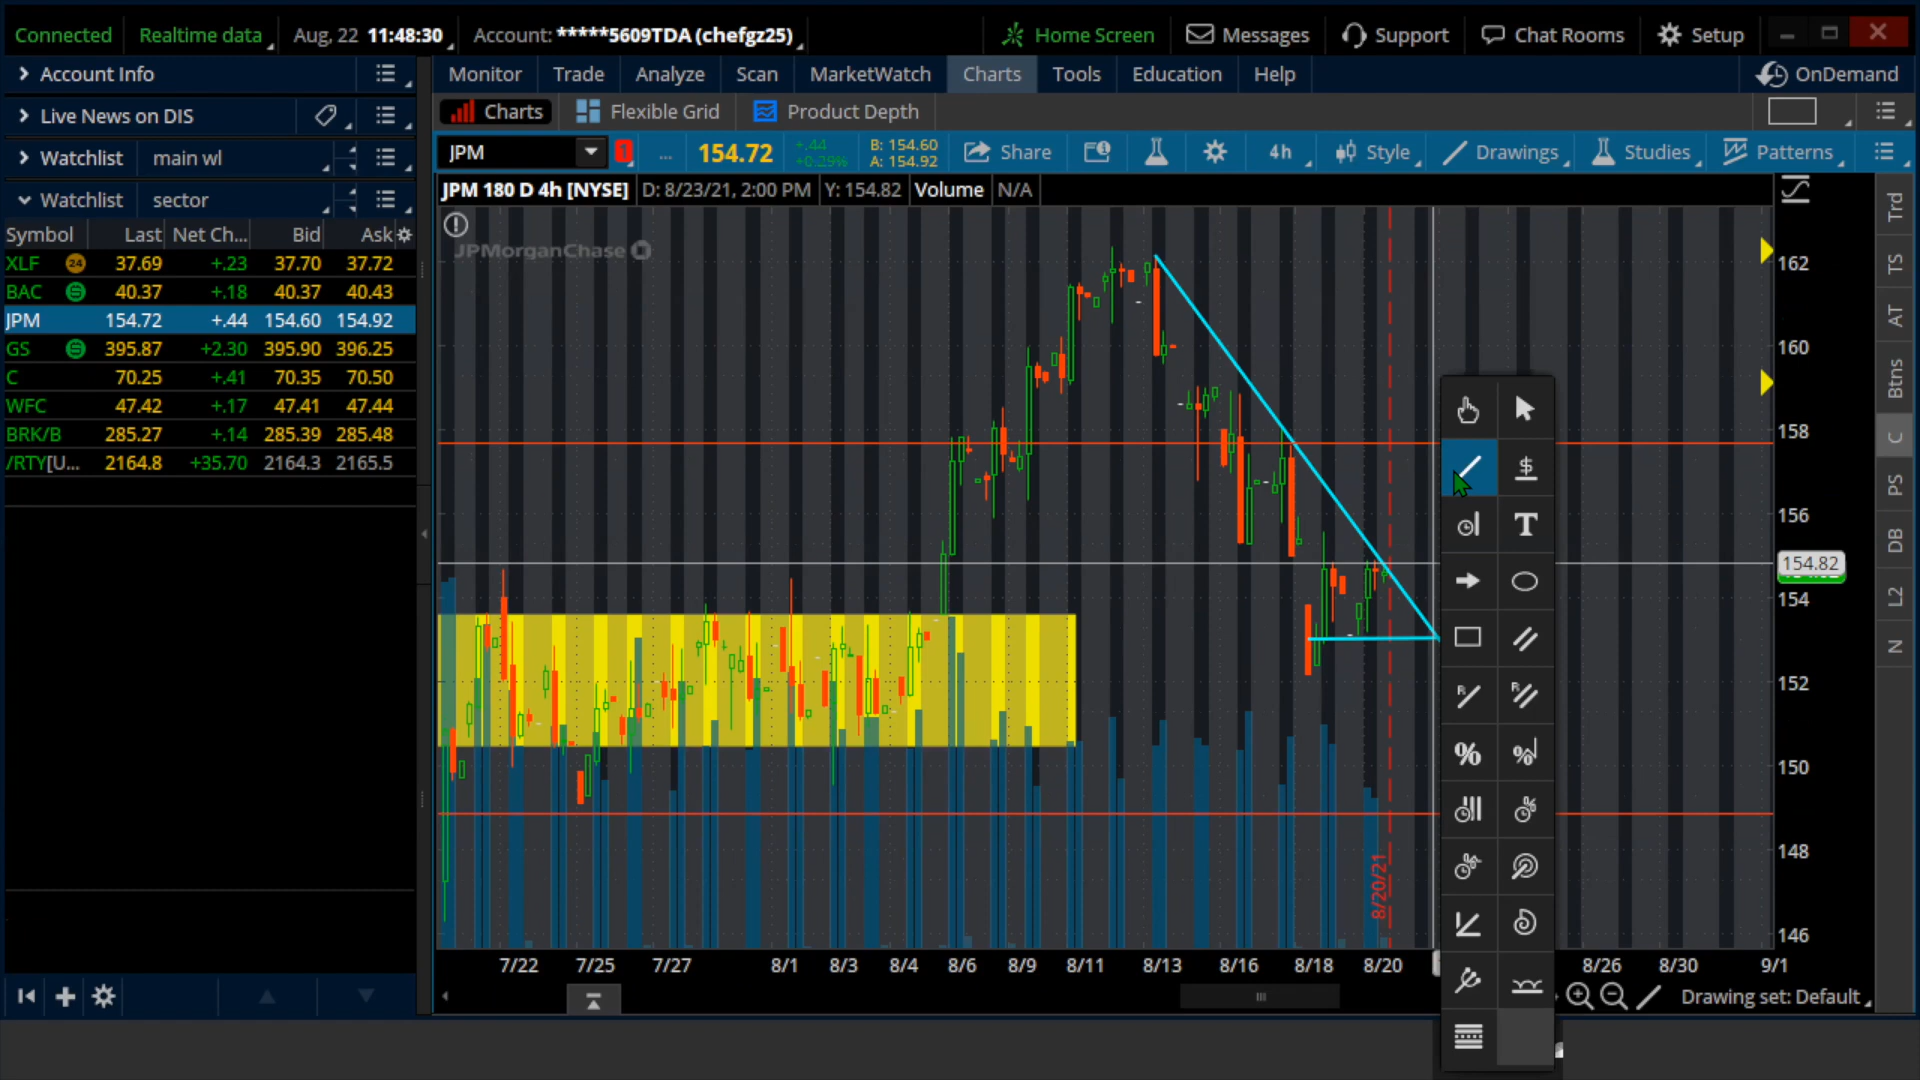 Connected Realtime data Aug, 22 11:48:30 Account: *****5609TDA (chefgz25) Home Screen Messages Support Chat Rooms Setup
Account Info
Monitor Trade Analyze Scan MarketWatch Charts Tools Education Help OnDemand
Live News on DIS
Charts Flexible Grid Product Depth
Watchlist main wl
JPM 1 ... 154.72 +.44 +0.29% B: 154.60 A: 154.92 Share 4h Style Drawings Studies Patterns
Watchlist sector
JPM 180 D 4h [NYSE] D: 8/23/21, 2:00 PM Y: 154.82 Volume N/A
Symbol Last Net Ch... Bid Ask
XLF 24 37.69 +.23 37.70 37.72
BAC 40.37 +.18 40.37 40.43
JPM 154.72 +.44 154.60 154.92
GS 395.87 +2.30 395.90 396.25
C 70.25 +.41 70.35 70.50
WFC 47.42 +.17 47.41 47.44
BRK/B 285.27 +.14 285.39 285.48
/RTY[U... 2164.8 +35.70 2164.3 2165.5
JPMorganChase
162
160
158
156
154.82
154
152
150
148
146
8/20/21
7/22 7/25 7/27 8/1 8/3 8/4 8/6 8/9 8/11 8/13 8/16 8/18 8/20 8/26 8/30 9/1
Drawing set: Default
Trd
TS
AT
Btns
C
PS
DB
L2
N